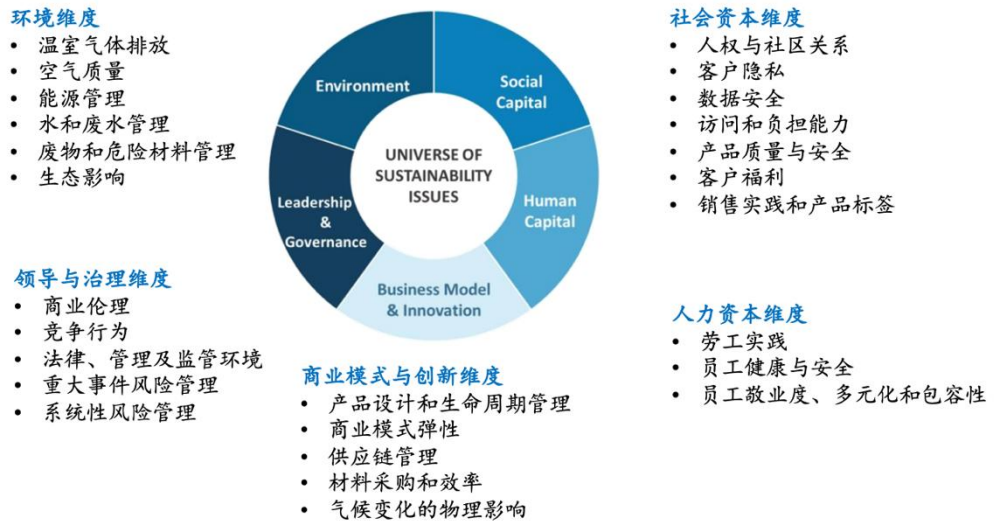 环境维度
• 温室气体排放
• 空气质量
• 能源管理
• 水和废水管理
• 废物和危险材料管理
• 生态影响
社会资本维度
• 人权与社区关系
• 客户隐私
• 数据安全
• 访问和负担能力
• 产品质量与安全
• 客户福利
• 销售实践和产品标签
Environment
Social
Capital
UNIVERSE OF
SUSTAINABILITY
ISSUES
Leadership
&
Governance
Human
Capital
Business Model
& Innovation
领导与治理维度
• 商业伦理
• 竞争行为
• 法律、管理及监管环境
• 重大事件风险管理
• 系统性风险管理
商业模式与创新维度
• 产品设计和生命周期管理
• 商业模式弹性
• 供应链管理
• 材料采购和效率
• 气候变化的物理影响
人力资本维度
• 劳工实践
• 员工健康与安全
• 员工敬业度、多元化和包容性